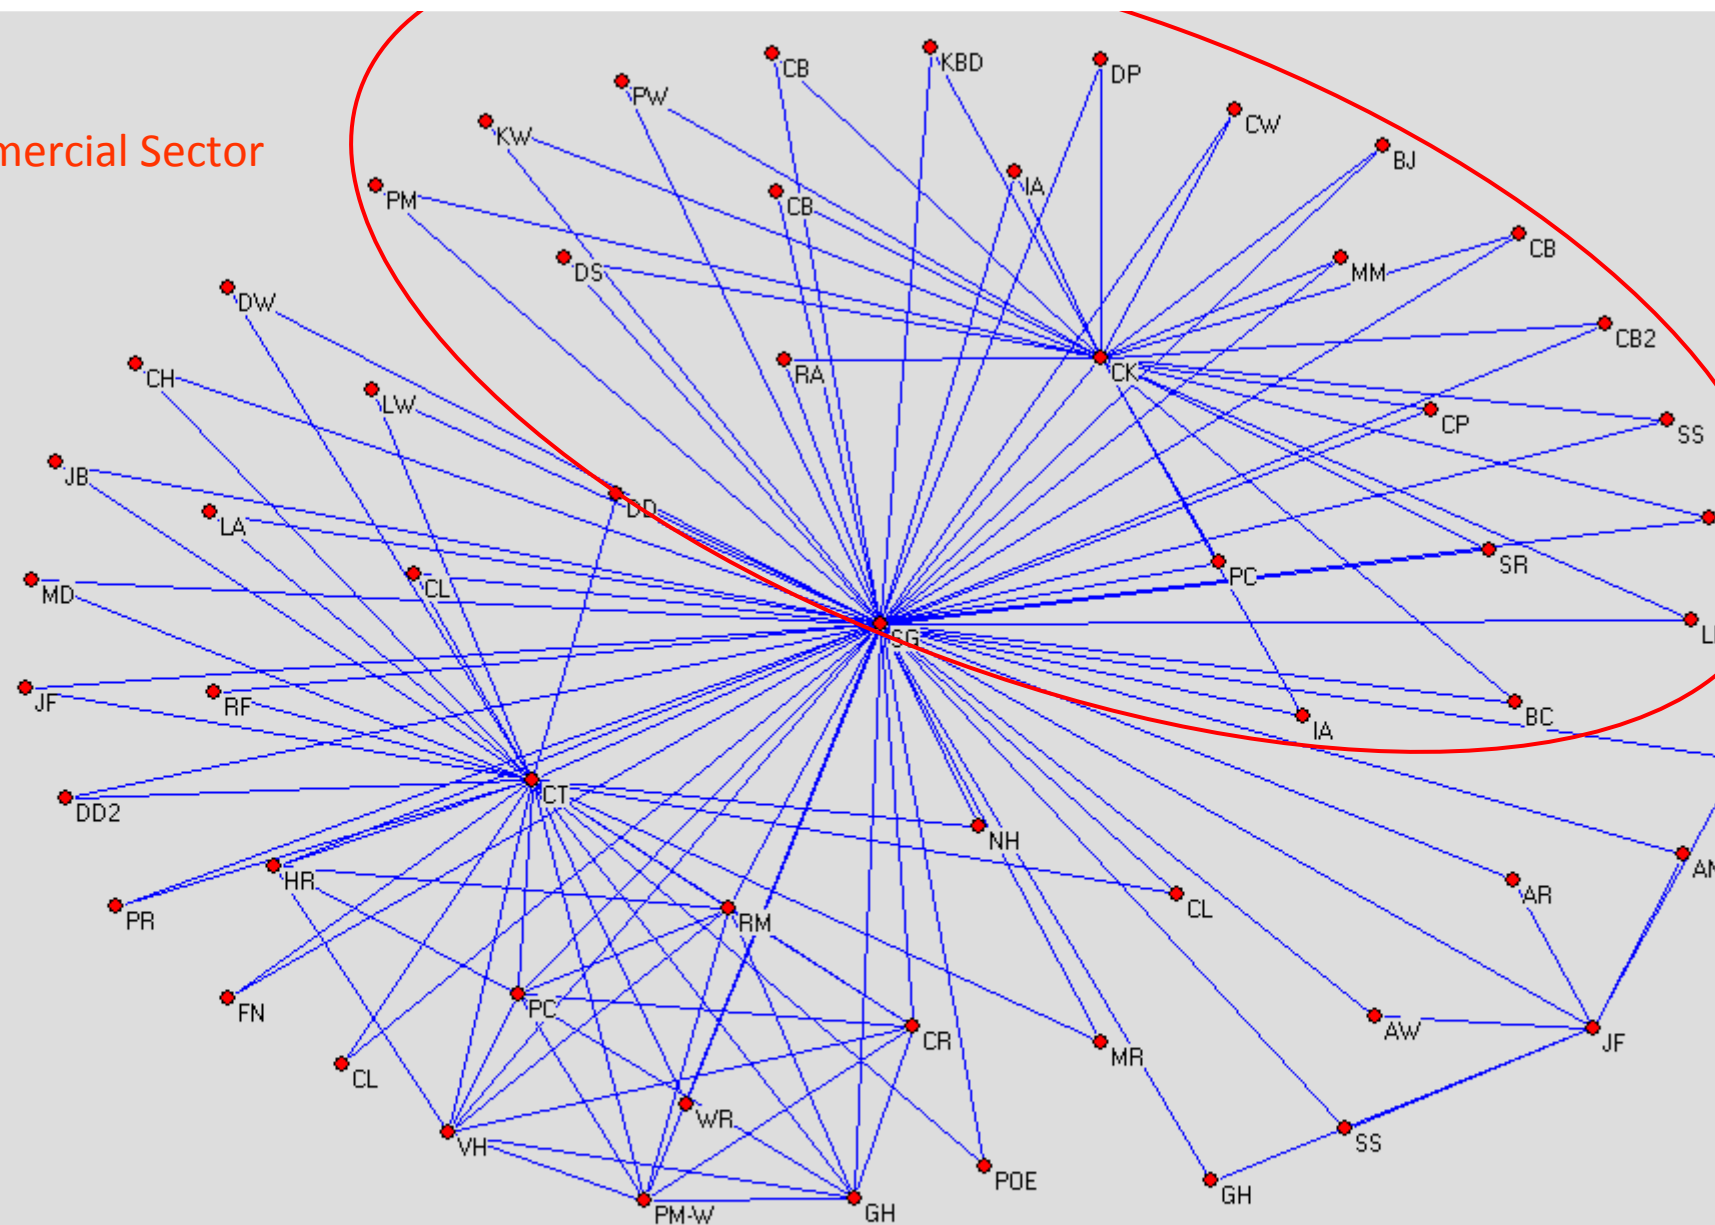 KBD
CB
DP
PW
CW
KW
mercial Sector
BJ
IA
PM
CB
CB
DS
MM
DW
CB2
CH
RA
CK
LW
CP
SS
JB
DD
LA
SR
PC
CL
MD
SG
JF
RF
BC
IA
CT
DD2
NH
AN
HR
AR
CL
PR
RM
FN
PC
AW
CR
JF
MR
CL
WR
SS
VH
POE
GH
PM-W
GH